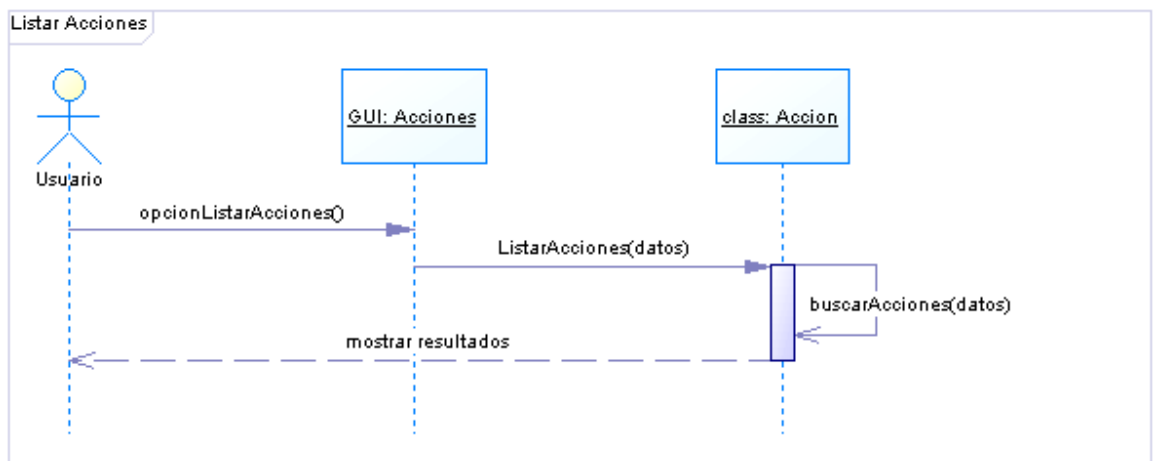 Listar Acciones
GUI: Acciones
class: Accion
Usuario
opcionListarAcciones()
ListarAcciones(datos)
buscarAcciones(datos)
mostrar resultados